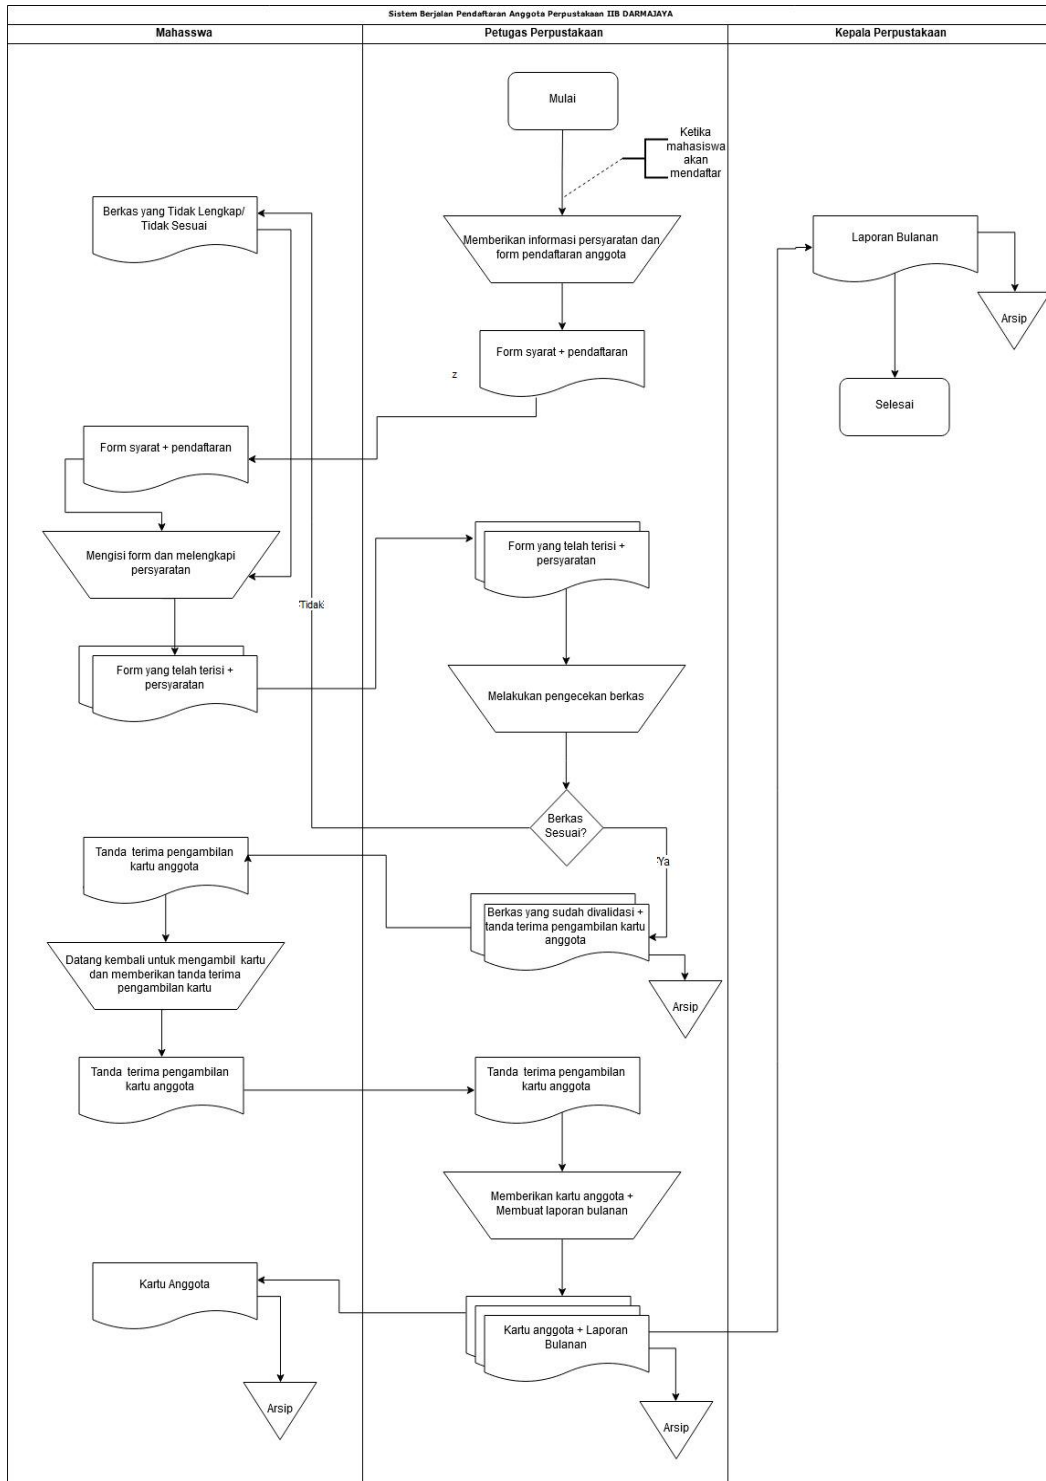 Sistem Berjalan Pendaftaran Anggota Perpustakaan IIB DARMAJAYA
Mahasswa
Petugas Perpustakaan
Kepala Perpustakaan
Mulai
Ketika
mahasiswa
akan
mendaftar
Berkas yang Tidak Lengkap/
Tidak Sesuai
Memberikan informasi persyaratan dan
form pendaftaran anggota
Laporan Bulanan
Arsip
Form syarat + pendaftaran
z
Selesai
Form syarat + pendaftaran
Mengisi form dan melengkapi
persyaratan
Form yang telah terisi +
persyaratan
Tidak
Form yang telah terisi +
persyaratan
Melakukan pengecekan berkas
Berkas
Sesuai?
Ya
Tanda terima pengambilan
kartu anggota
Berkas yang sudah divalidasi +
tanda terima pengambilan kartu
anggota
Arsip
Datang kembali untuk mengambil kartu
dan memberikan tanda terima
pengambilan kartu
Tanda terima pengambilan
kartu anggota
Tanda terima pengambilan
kartu anggota
Memberikan kartu anggota +
Membuat laporan bulanan
Kartu Anggota
Kartu anggota + Laporan
Bulanan
Arsip
Arsip